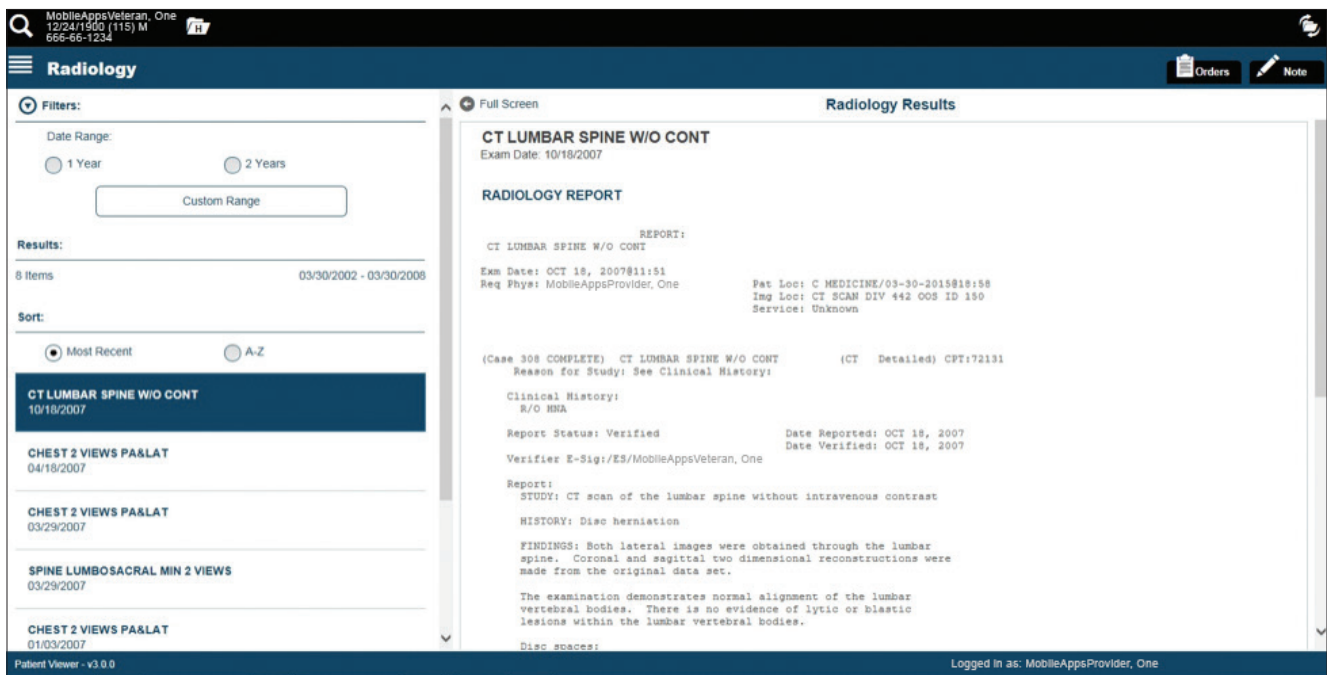 MobileAppsVeteran, One
12/24/1900 (115) M
666-66-1234
H
Radiology
Orders
Note
Filters:
Date Range:
1 Year
2 Years
Custom Range
Results:
8 Items
03/30/2002 - 03/30/2008
Sort:
Most Recent
A-Z
CT LUMBAR SPINE W/O CONT
10/18/2007
CHEST 2 VIEWS PA&LAT
04/18/2007
CHEST 2 VIEWS PA&LAT
03/29/2007
SPINE LUMBOSACRAL MIN 2 VIEWS
03/29/2007
CHEST 2 VIEWS PA&LAT
01/03/2007
Full Screen
Radiology Results
CT LUMBAR SPINE W/O CONT
Exam Date: 10/18/2007
RADIOLOGY REPORT
REPORT:
CT LUMBAR SPINE W/O CONT
Exm Date: OCT 18, 2007@11:51
Req Phys: MobileAppsProvider, One
Pat Loc: C MEDICINE/03-30-2015@18:58
Img Loc: CT SCAN DIV 442 OOS ID 150
Service: Unknown
(Case 308 COMPLETE) CT LUMBAR SPINE W/O CONT (CT Detailed) CPT:72131
Reason for Study: See Clinical History:
Clinical History:
R/O HNA
Report Status: Verified
Date Reported: OCT 18, 2007
Date Verified: OCT 18, 2007
Verifier E-Sig:/ES/MobileAppsVeteran, One
Report:
STUDY: CT scan of the lumbar spine without intravenous contrast
HISTORY: Disc herniation
FINDINGS: Both lateral images were obtained through the lumbar
spine. Coronal and sagittal two dimensional reconstructions were
made from the original data set.
The examination demonstrates normal alignment of the lumbar
vertebral bodies. There is no evidence of lytic or blastic
lesions within the lumbar vertebral bodies.
Disc spaces:
Patient Viewer - v3.0.0
Logged in as: MobileAppsProvider, One